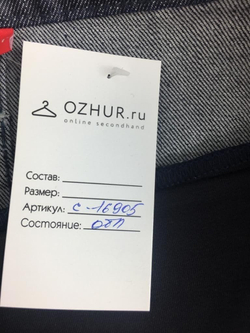 OZHUR.ru
online secondhand
Состав:
Размер:
Артикул: с-16905
Состояние: отл